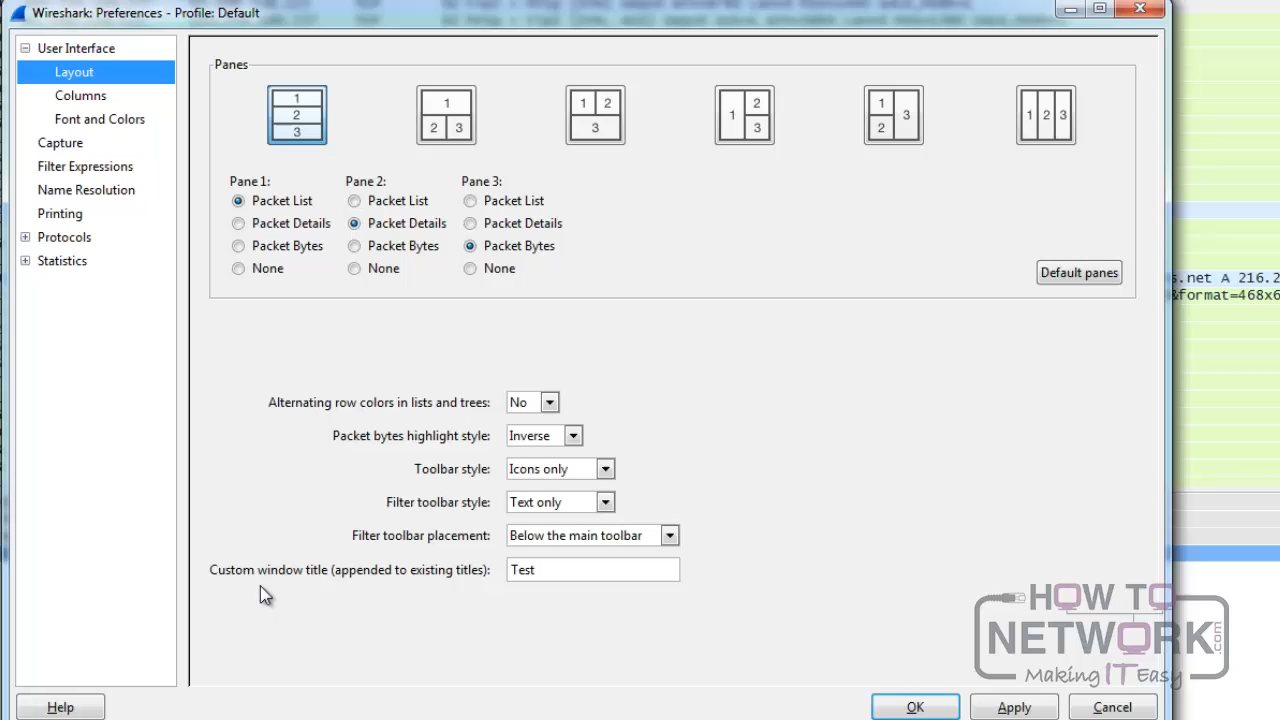 Wireshark: Preferences - Profile: Default
User Interface
Layout
Columns
Font and Colors
Capture
Filter Expressions
Name Resolution
Printing
Protocols
Statistics
Panes
1
2
3
1
2 3
1 2
3
1 2
3
1 3
2
1 2 3
Pane 1: Pane 2: Pane 3:
Packet List Packet List Packet List
Packet Details Packet Details Packet Details
Packet Bytes Packet Bytes Packet Bytes
None None None
Default panes
s.net A 216.2
&format=468x6
Alternating row colors in lists and trees: No
Packet bytes highlight style: Inverse
Toolbar style: Icons only
Filter toolbar style: Text only
Filter toolbar placement: Below the main toolbar
Custom window title (appended to existing titles): Test
HOW TO
NETWORK.com
Making IT Easy
Help OK Apply Cancel